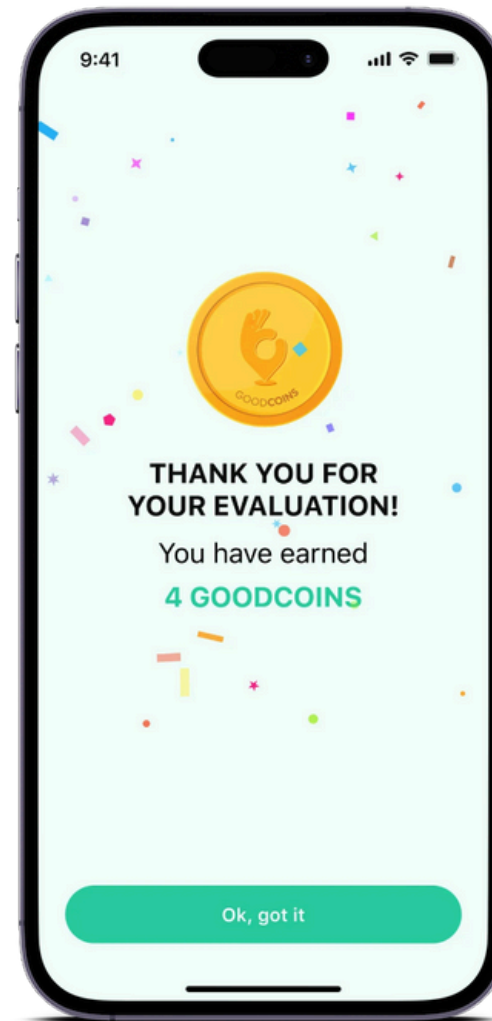 9:41
GOODCOINS
THANK YOU FOR
YOUR EVALUATION!
You have earned
4 GOODCOINS
Ok, got it